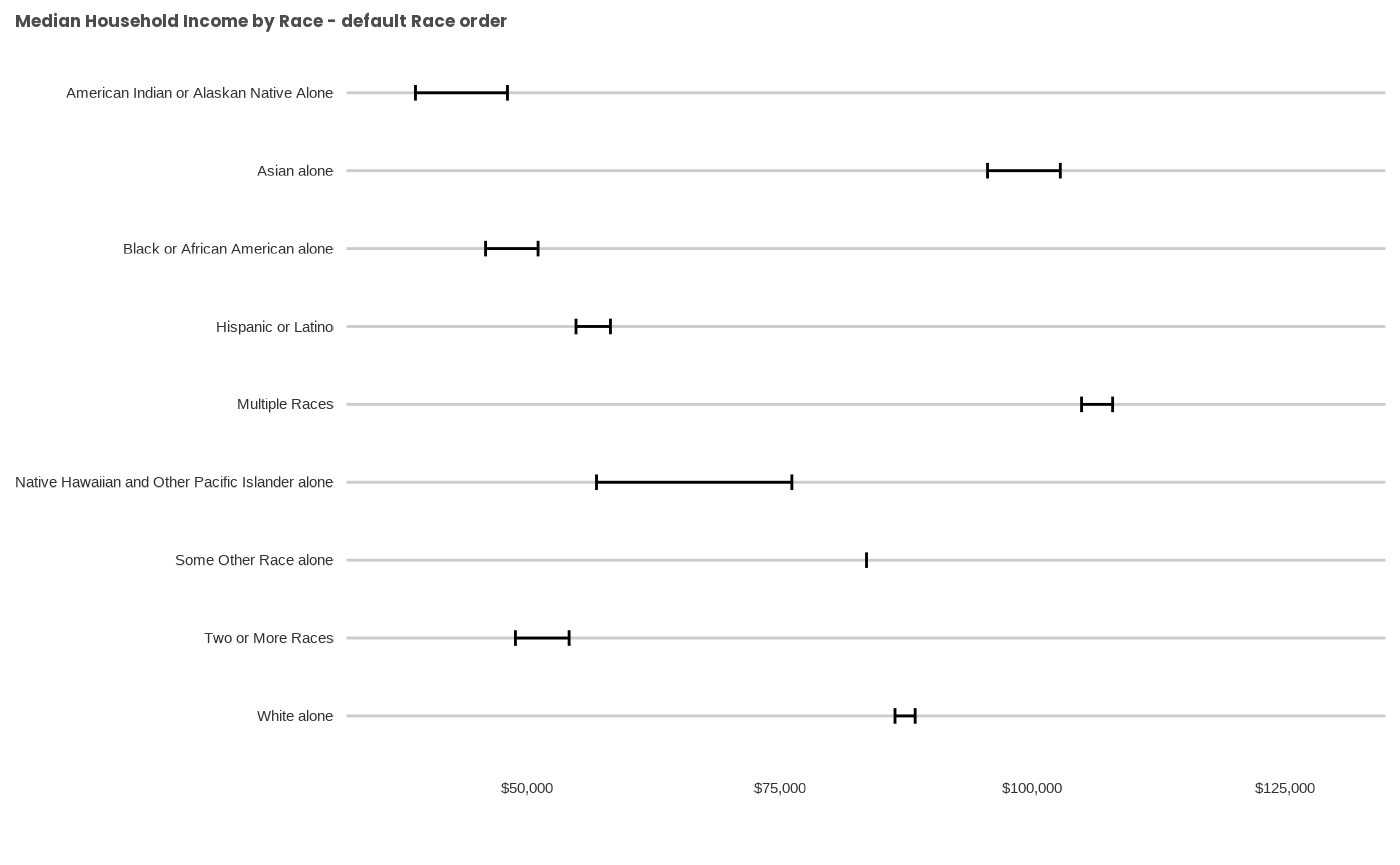 Median Household Income by Race - default Race order
American Indian or Alaskan Native Alone
Asian alone
Black or African American alone
Hispanic or Latino
Multiple Races
Native Hawaiian and Other Pacific Islander alone
Some Other Race alone
Two or More Races
White alone
$50,000 $75,000 $100,000 $125,000